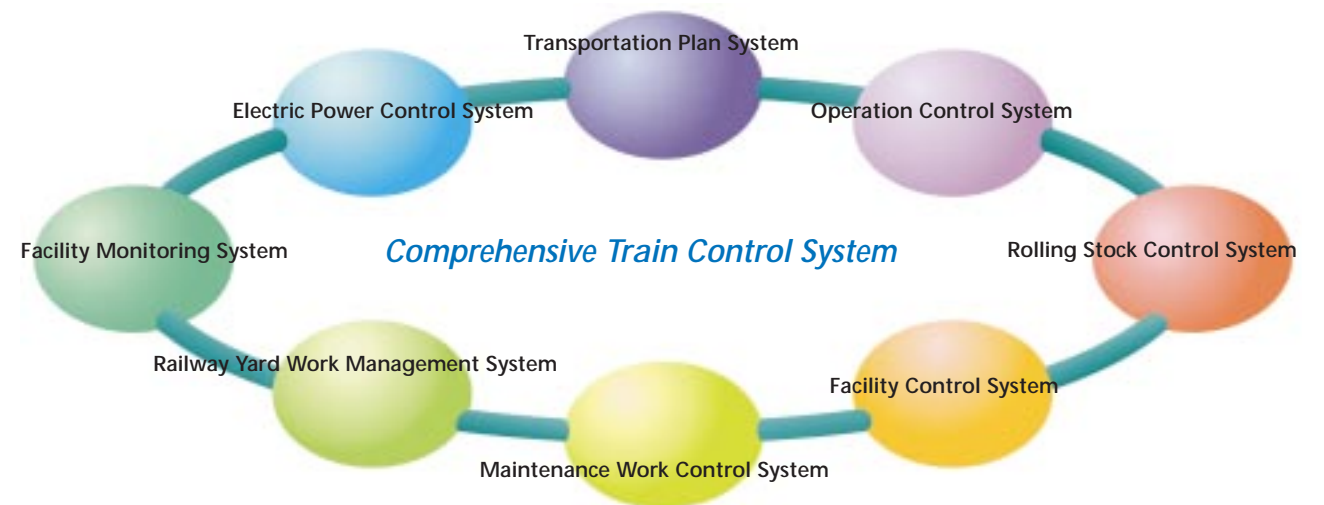 Transportation Plan System
Electric Power Control System
Operation Control System
Facility Monitoring System
Comprehensive Train Control System
Rolling Stock Control System
Railway Yard Work Management System
Facility Control System
Maintenance Work Control System